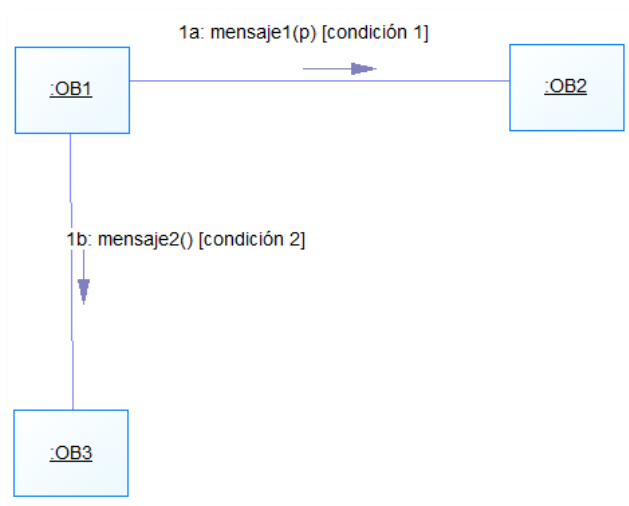 1a: mensaje1(p) [condición 1]
:OB1
:OB2
1b: mensaje2() [condición 2]
:OB3